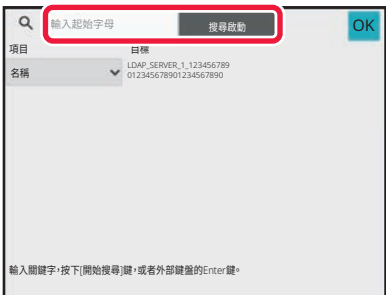 輸入起始字母 搜尋啟動 OK
項目 目標
名稱 LDAP_SERVER_1_123456789
012345678901234567890
輸入關鍵字,按下[開始搜尋]鍵,或者外部鍵盤的Enter鍵。